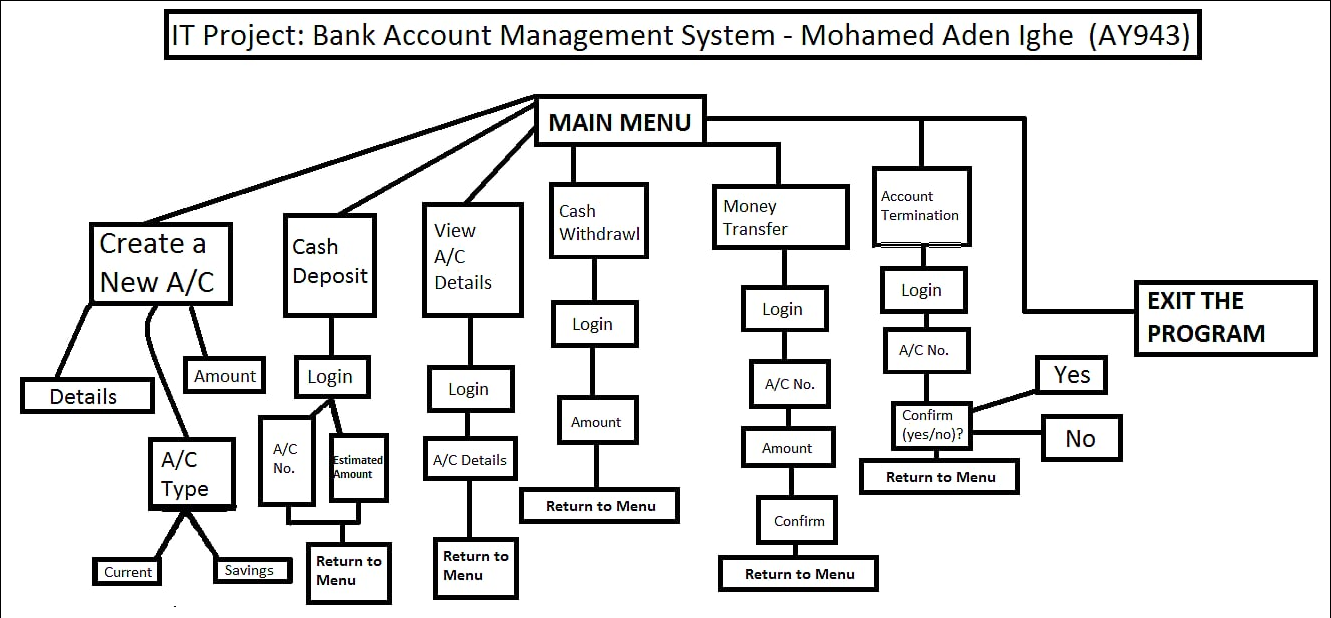 IT Project: Bank Account Management System - Mohamed Aden Ighe (AY943)
MAIN MENU
Create a
New A/C
Details
Amount
A/C
Type
Current
Savings
Cash
Deposit
Login
A/C
No.
Estimated
Amount
Return to
Menu
View
A/C
Details
Login
A/C Details
Return to
Menu
Cash
Withdrawl
Login
Amount
Return to Menu
Money
Transfer
Login
A/C No.
Amount
Confirm
Return to Menu
Account
Termination
Login
A/C No.
Confirm
(yes/no)?
Yes
No
Return to Menu
EXIT THE
PROGRAM